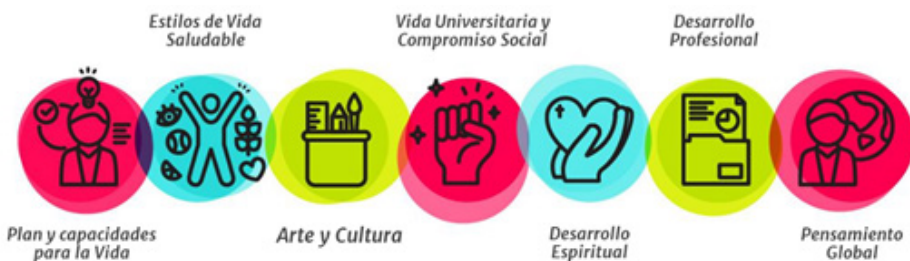 Plan y capacidades
para la Vida
Estilos de Vida
Saludable
Arte y Cultura
Vida Universitaria y
Compromiso Social
Desarrollo
Espiritual
Desarrollo
Profesional
Pensamiento
Global